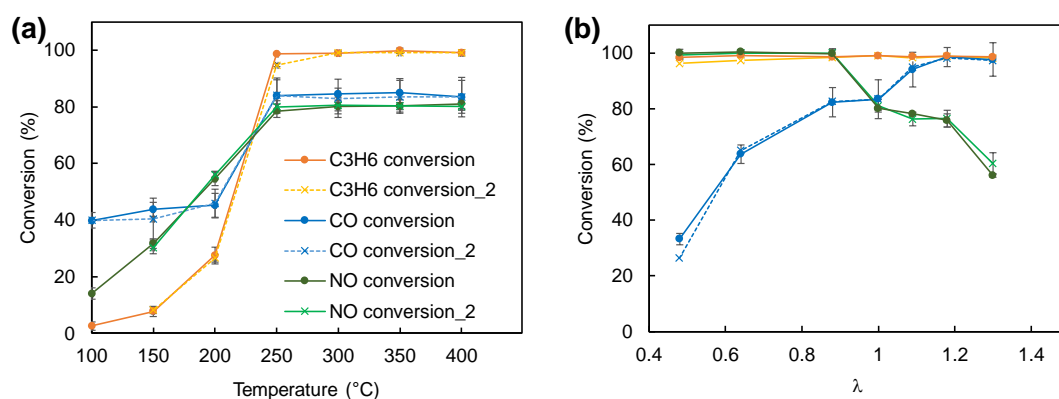 (a)
100
80
60
40
20
0
Conversion (%)
C3H6 conversion
C3H6 conversion_2
CO conversion
CO conversion_2
NO conversion
NO conversion_2
100 150 200 250 300 350 400
Temperature (°C)
(b)
100
80
60
40
20
0
Conversion (%)
0.4 0.6 0.8 1 1.2 1.4
λ